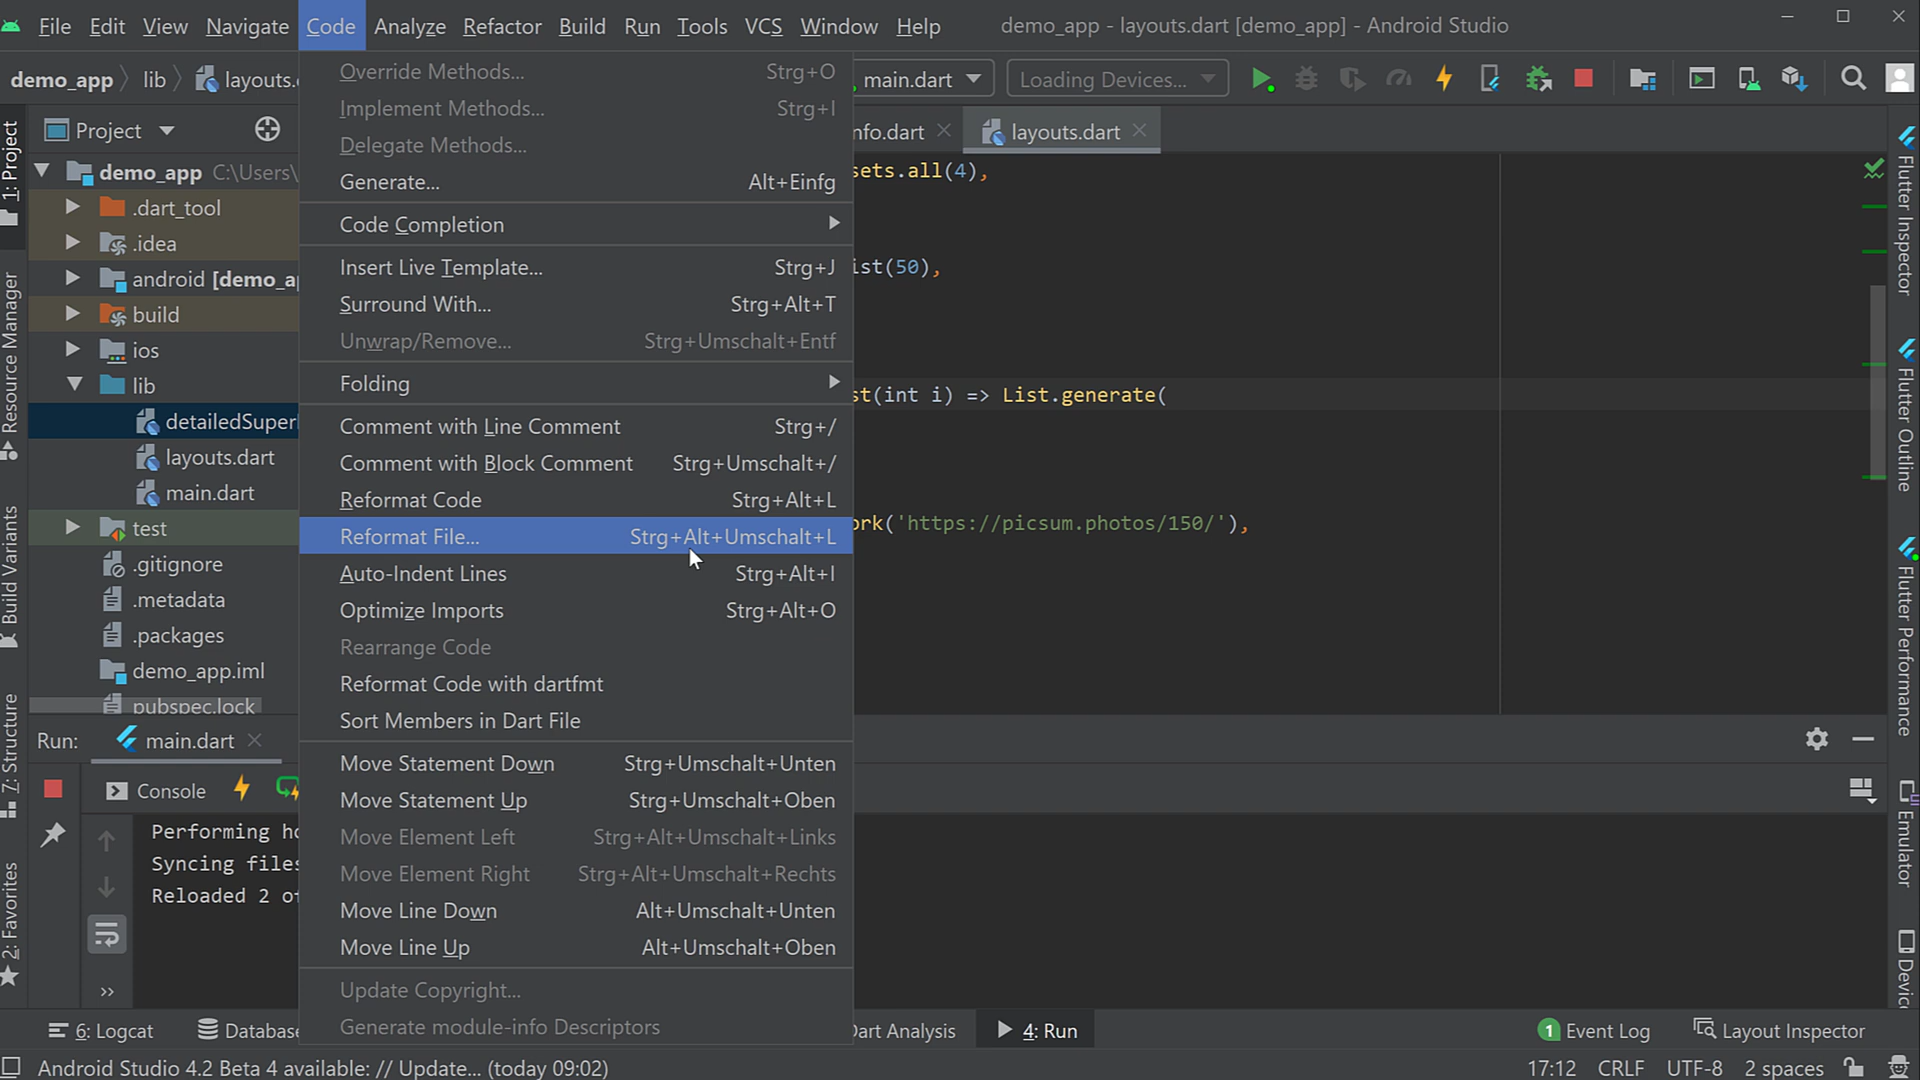 File Edit View Navigate Code Analyze Refactor Build Run Tools VCS Window Help demo_app - layouts.dart [demo_app] - Android Studio
demo_app lib layouts. main.dart Loading Devices...
Project
nfo.dart layouts.dart
demo_app C:\Users\
.dart_tool
.idea
android [demo_a
build
ios
lib
detailedSuper
layouts.dart
main.dart
test
.gitignore
.metadata
.packages
demo_app.iml
pubspec.lock
Override Methods... Strg+O
Implement Methods... Strg+I
Delegate Methods...
Generate... Alt+Einfg
Code Completion
Insert Live Template... Strg+J
Surround With... Strg+Alt+T
Unwrap/Remove... Strg+Umschalt+Entf
Folding
Comment with Line Comment Strg+/
Comment with Block Comment Strg+Umschalt+/
Reformat Code Strg+Alt+L
Reformat File... Strg+Alt+Umschalt+L
Auto-Indent Lines Strg+Alt+I
Optimize Imports Strg+Alt+O
Rearrange Code
Reformat Code with dartfmt
Sort Members in Dart File
Move Statement Down Strg+Umschalt+Unten
Move Statement Up Strg+Umschalt+Oben
Move Element Left Strg+Alt+Umschalt+Links
Move Element Right Strg+Alt+Umschalt+Rechts
Move Line Down Alt+Umschalt+Unten
Move Line Up Alt+Umschalt+Oben
Update Copyright...
Generate module-info Descriptors
sets.all(4),
ist(50),
st(int i) => List.generate(
ork('https://picsum.photos/150/'),
1: Project
Resource Manager
Build Variants
7: Structure
2: Favorites
Flutter Inspector
Flutter Outline
Flutter Performance
Emulator
Devic
Run: main.dart
Console
Performing ho
Syncing files
Reloaded 2 of
6: Logcat Database Dart Analysis 4: Run 1 Event Log Layout Inspector
Android Studio 4.2 Beta 4 available: // Update... (today 09:02) 17:12 CRLF UTF-8 2 spaces